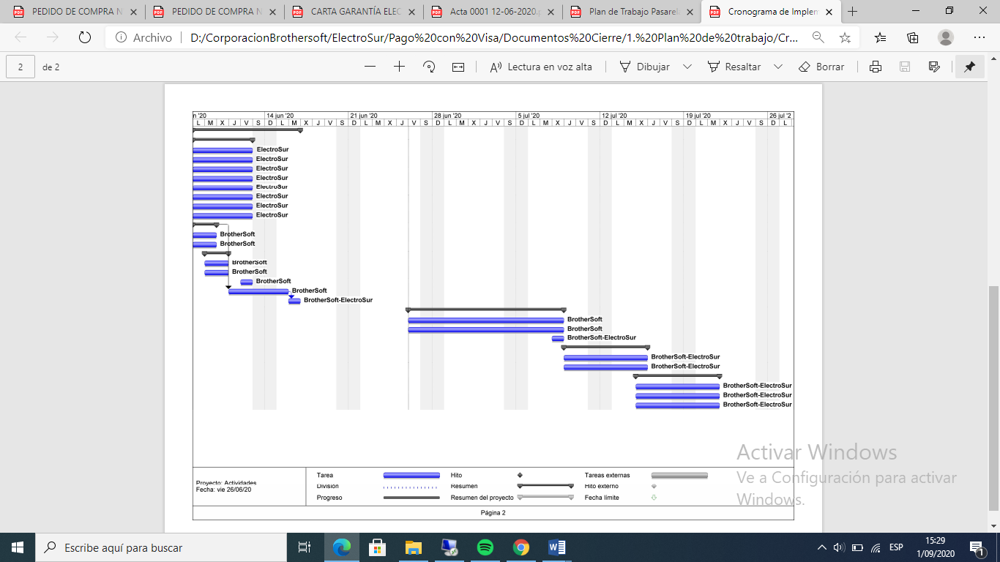 PEDIDO DE COMPRA N
PEDIDO DE COMPRA N
CARTA GARANTÍA ELEC
Acta 0001 12-06-2020.
Plan de Trabajo Pasarel
Cronograma de Implem
Archivo
D:/CorporacionBrothersoft/ElectroSur/Pago%20con%20Visa/Documentos%20Cierre/1.%20Plan%20de%20trabajo/Cr...
2 de 2
Lectura en voz alta
Dibujar
Resaltar
Borrar
n '20 14 jun '20 21 jun '20 28 jun '20 5 jul '20 12 jul '20 19 jul '20 26 jul '2
L M X J V S D L M X J V S D L M X J V S D L M X J V S D L M X J V S D L M X J V S D L M X J V S D L
ElectroSur
ElectroSur
ElectroSur
ElectroSur
ElectroSur
ElectroSur
ElectroSur
ElectroSur
BrotherSoft
BrotherSoft
BrotherSoft
BrotherSoft
BrotherSoft
BrotherSoft
BrotherSoft-ElectroSur
BrotherSoft
BrotherSoft
BrotherSoft-ElectroSur
BrotherSoft-ElectroSur
BrotherSoft-ElectroSur
BrotherSoft-ElectroSur
BrotherSoft-ElectroSur
BrotherSoft-ElectroSur
Proyecto: Actividades
Fecha: vie 26/06/20
Tarea
División
Progreso
Hito
Resumen
Resumen del proyecto
Tareas externas
Hito externo
Fecha límite
Página 2
Activar Windows
Ve a Configuración para activar
Windows.
Escribe aquí para buscar
ESP
15:29
1/09/2020
1